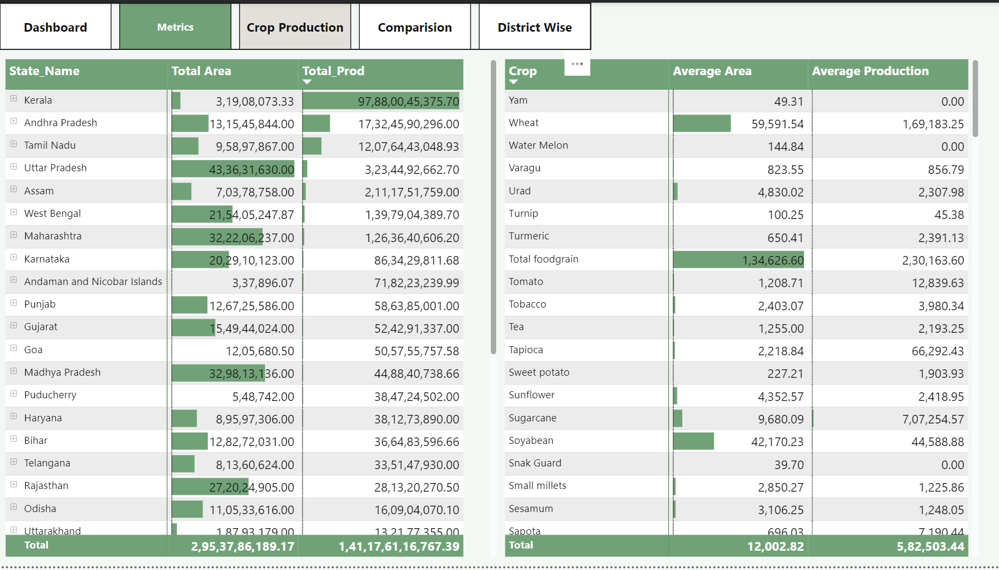 Dashboard Metrics Crop Production Comparision District Wise
State_Name Total Area Total_Prod
Kerala 3,19,08,073.33 97,88,00,45,375.70
Andhra Pradesh 13,15,45,844.00 17,32,45,90,296.00
Tamil Nadu 9,58,97,867.00 12,07,64,43,048.93
Uttar Pradesh 43,36,31,630.00 3,23,44,92,662.70
Assam 7,03,78,758.00 2,11,17,51,759.00
West Bengal 21,54,05,247.87 1,39,79,04,389.70
Maharashtra 32,22,06,237.00 1,26,36,40,606.20
Karnataka 20,29,10,123.00 86,34,29,811.68
Andaman and Nicobar Islands 3,37,896.07 71,82,23,239.99
Punjab 12,67,25,586.00 58,63,85,001.00
Gujarat 15,49,44,024.00 52,42,91,337.00
Goa 12,05,680.50 50,57,55,757.58
Madhya Pradesh 32,98,13,136.00 44,88,40,738.66
Puducherry 5,48,742.00 38,47,24,502.00
Haryana 8,95,97,306.00 38,12,73,890.00
Bihar 12,82,72,031.00 36,64,83,596.66
Telangana 8,13,60,624.00 33,51,47,930.00
Rajasthan 27,20,24,905.00 28,13,20,270.50
Odisha 11,05,33,616.00 16,09,04,070.10
Uttarakhand 1,87,93,179.00 13,21,77,355.00
Total 2,95,37,86,189.17 1,41,17,61,16,767.39
Crop Average Area Average Production
Yam 49.31 0.00
Wheat 59,591.54 1,69,183.25
Water Melon 144.84 0.00
Varagu 823.55 856.79
Urad 4,830.02 2,307.98
Turnip 100.25 45.38
Turmeric 650.41 2,391.13
Total foodgrain 1,34,626.60 2,30,163.60
Tomato 1,208.71 12,839.63
Tobacco 2,403.07 3,980.34
Tea 1,255.00 2,193.25
Tapioca 2,218.84 66,292.43
Sweet potato 227.21 1,903.93
Sunflower 4,352.57 2,418.95
Sugarcane 9,680.09 7,07,254.57
Soyabean 42,170.23 44,588.88
Snak Guard 39.70 0.00
Small millets 2,850.27 1,225.86
Sesamum 3,106.25 1,248.05
Sapota 696.03 7,190.44
Total 12,002.82 5,82,503.44